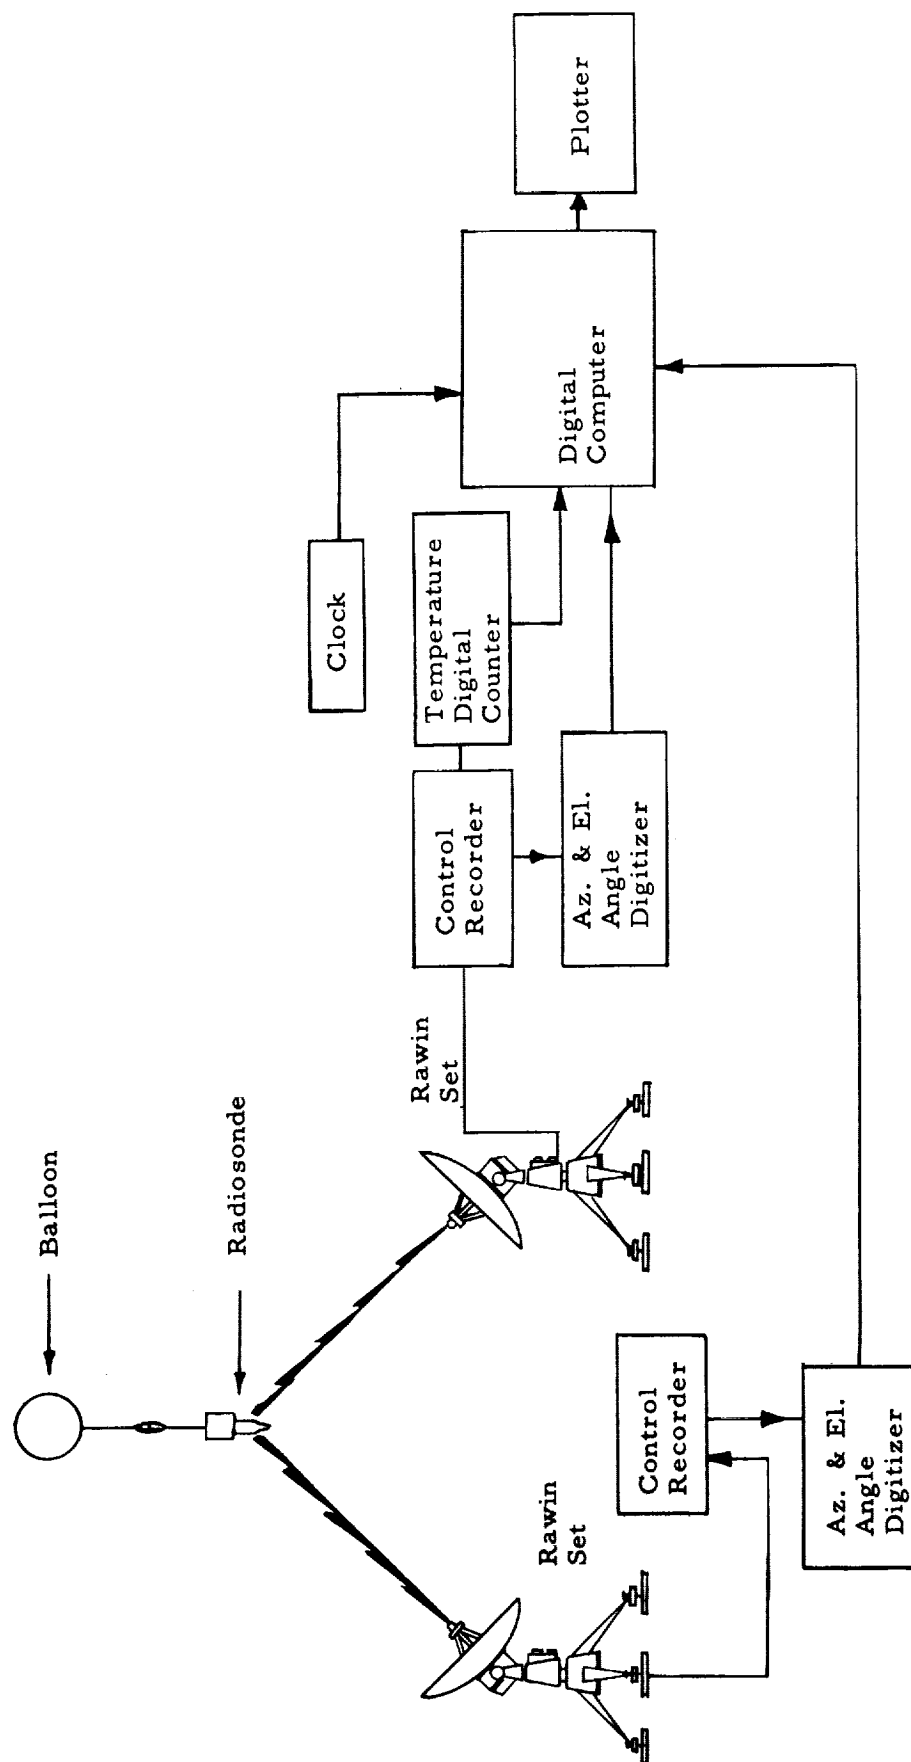 Balloon
Radiosonde
Rawin
Set
Rawin
Set
Control
Recorder
Az. & El.
Angle
Digitizer
Control
Recorder
Temperature
Digital
Counter
Az. & El.
Angle
Digitizer
Clock
Digital
Computer
Plotter